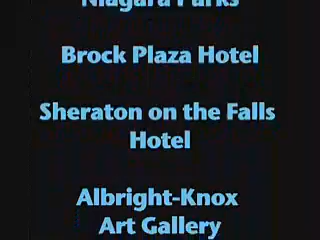 Niagara Parks
Brock Plaza Hotel
Sheraton on the Falls
Hotel
Albright-Knox
Art Gallery